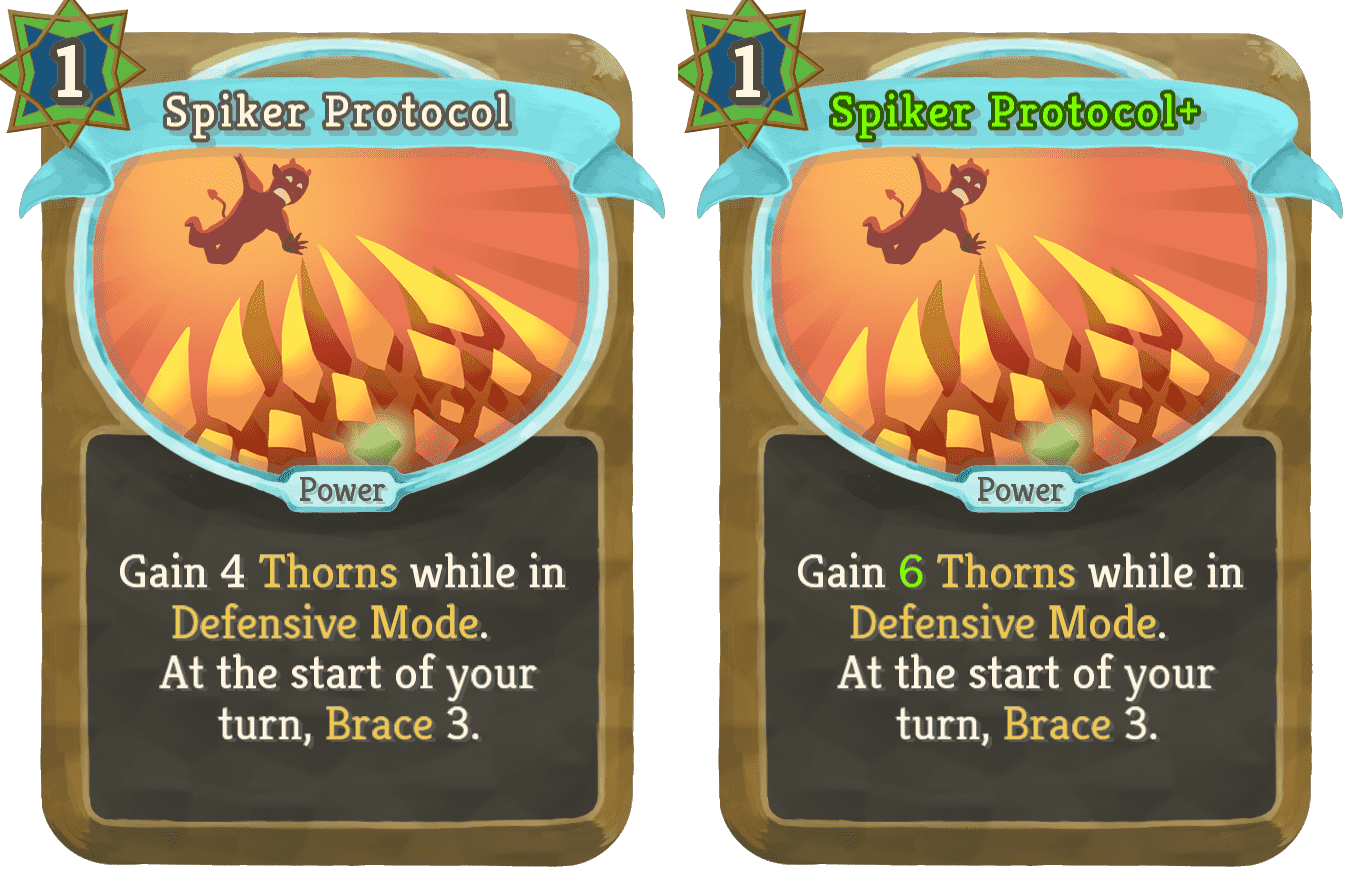 1
Spiker Protocol
Power
Gain 4 Thorns while in
Defensive Mode.
At the start of your
turn, Brace 3.
1
Spiker Protocol+
Power
Gain 6 Thorns while in
Defensive Mode.
At the start of your
turn, Brace 3.